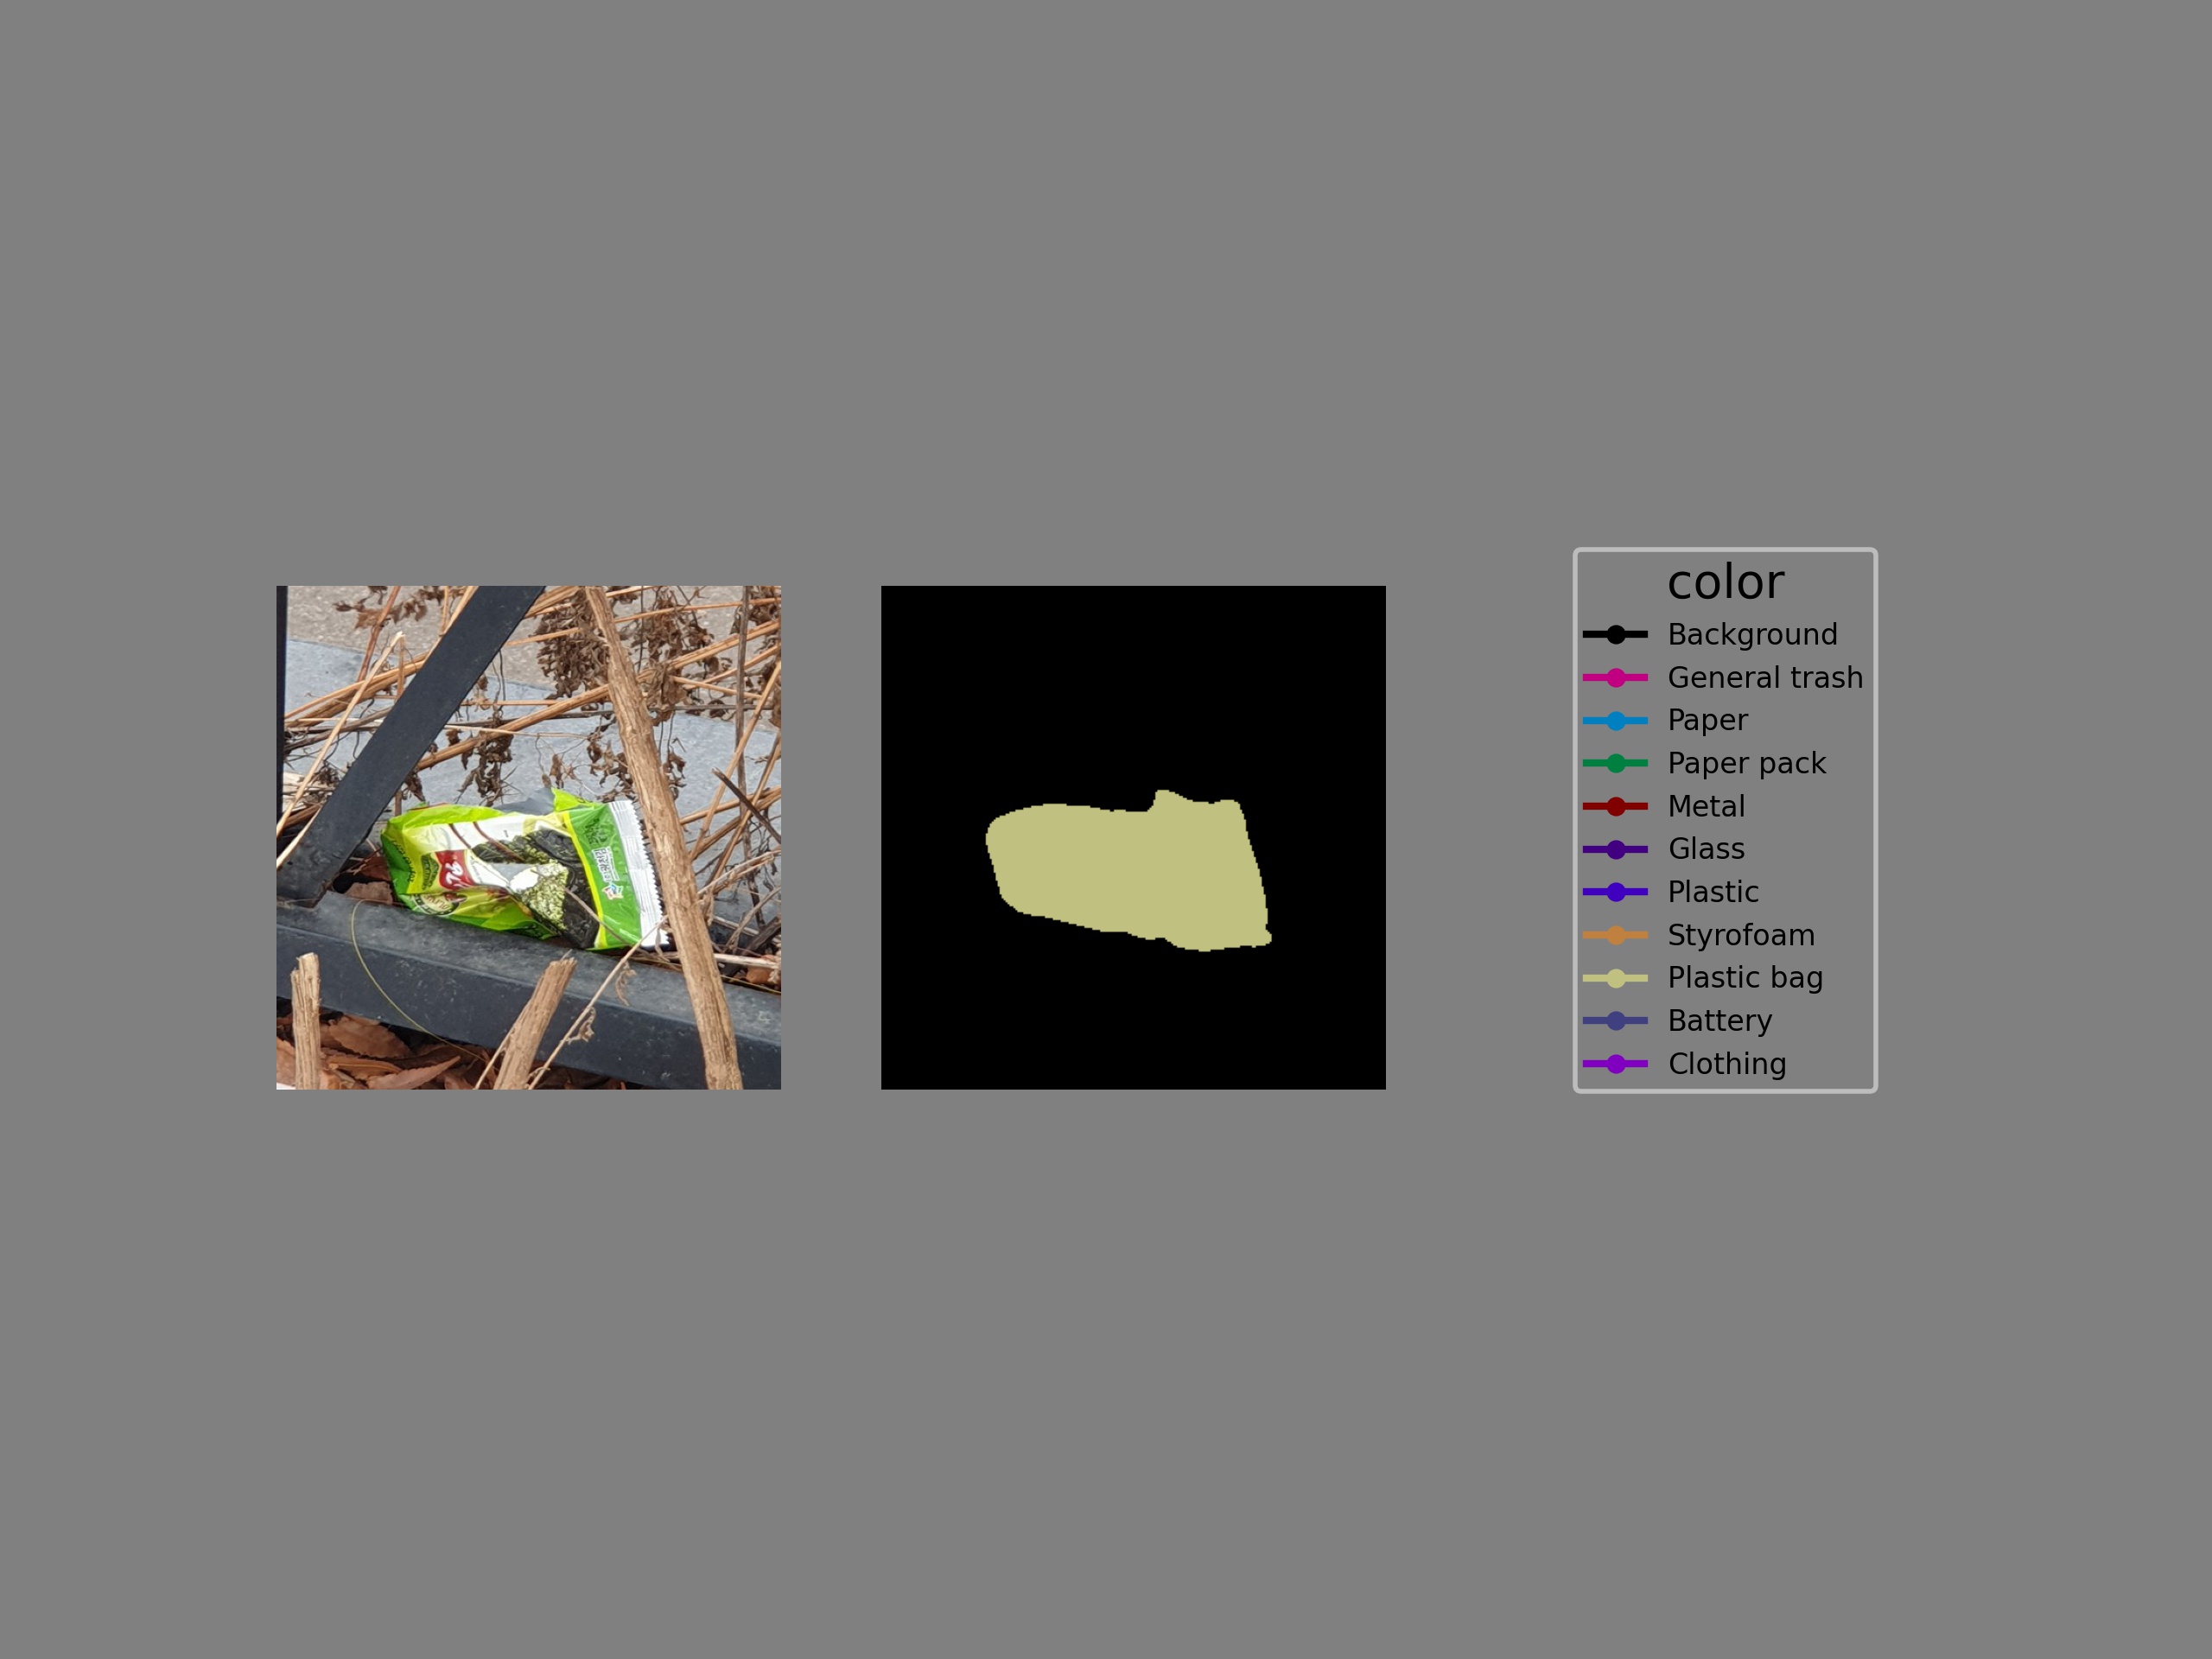 color
Background
General trash
Paper
Paper pack
Metal
Glass
Plastic
Styrofoam
Plastic bag
Battery
Clothing